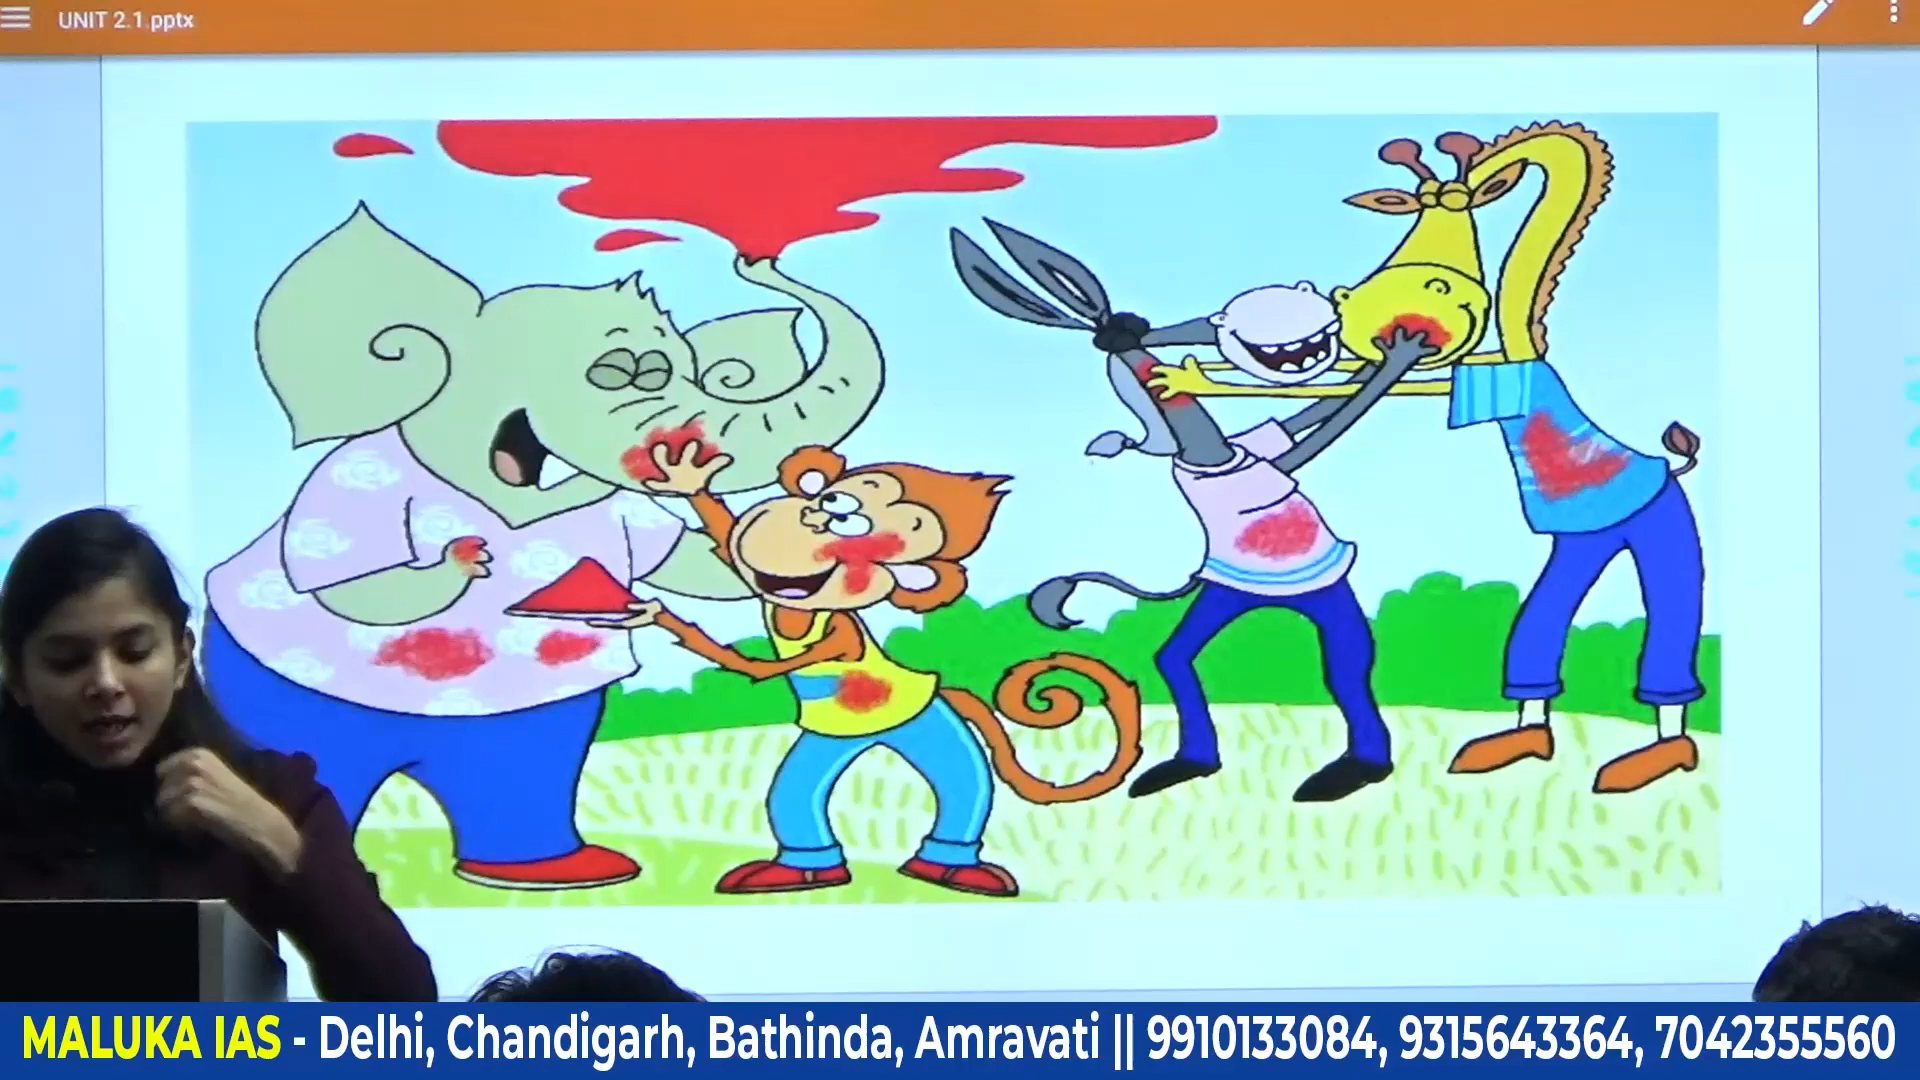 UNIT 2.1.pptx
MALUKA IAS - Delhi, Chandigarh, Bathinda, Amravati || 9910133084, 9315643364, 7042355560